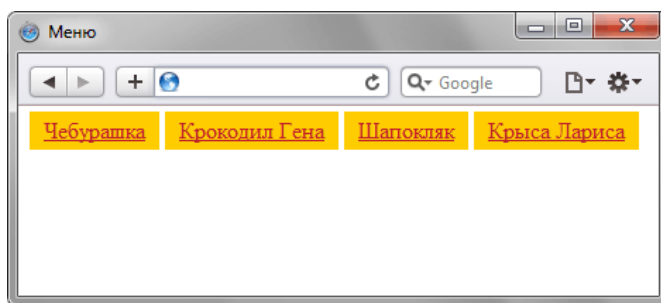 Меню
Google
Чебурашка Крокодил Гена Шапокляк Крыса Лариса